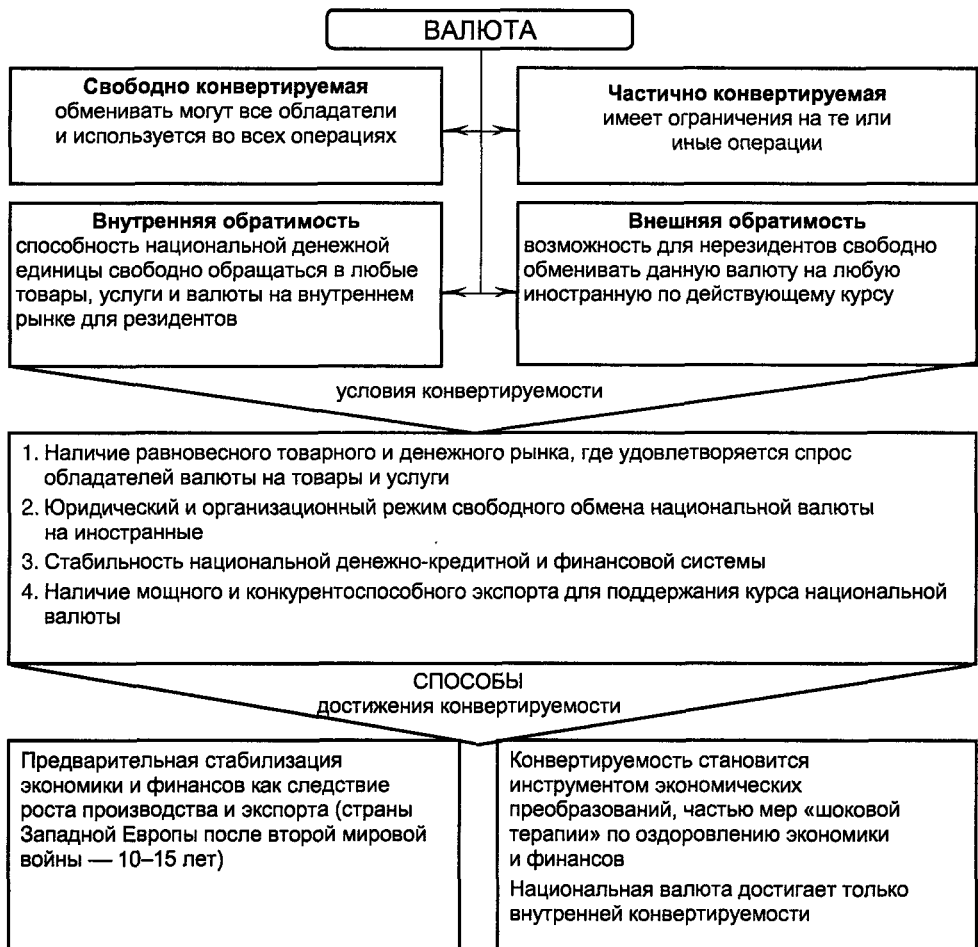 ВАЛЮТА
Свободно конвертируемая
обменивать могут все обладатели
и используется во всех операциях
Частично конвертируемая
имеет ограничения на те или
иные операции
Внутренняя обратимость
способность национальной денежной
единицы свободно обращаться в любые
товары, услуги и валюты на внутреннем
рынке для резидентов
Внешняя обратимость
возможность для нерезидентов свободно
обменивать данную валюту на любую
иностранную по действующему курсу
условия конвертируемости
1. Наличие равновесного товарного и денежного рынка, где удовлетворяется спрос
обладателей валюты на товары и услуги
2. Юридический и организационный режим свободного обмена национальной валюты
на иностранные
3. Стабильность национальной денежно-кредитной и финансовой системы
4. Наличие мощного и конкурентоспособного экспорта для поддержания курса национальной
валюты
СПОСОБЫ
достижения конвертируемости
Предварительная стабилизация
экономики и финансов как следствие
роста производства и экспорта (страны
Западной Европы после второй мировой
войны — 10–15 лет)
Конвертируемость становится
инструментом экономических
преобразований, частью мер «шоковой
терапии» по оздоровлению экономики
и финансов
Национальная валюта достигает только
внутренней конвертируемости